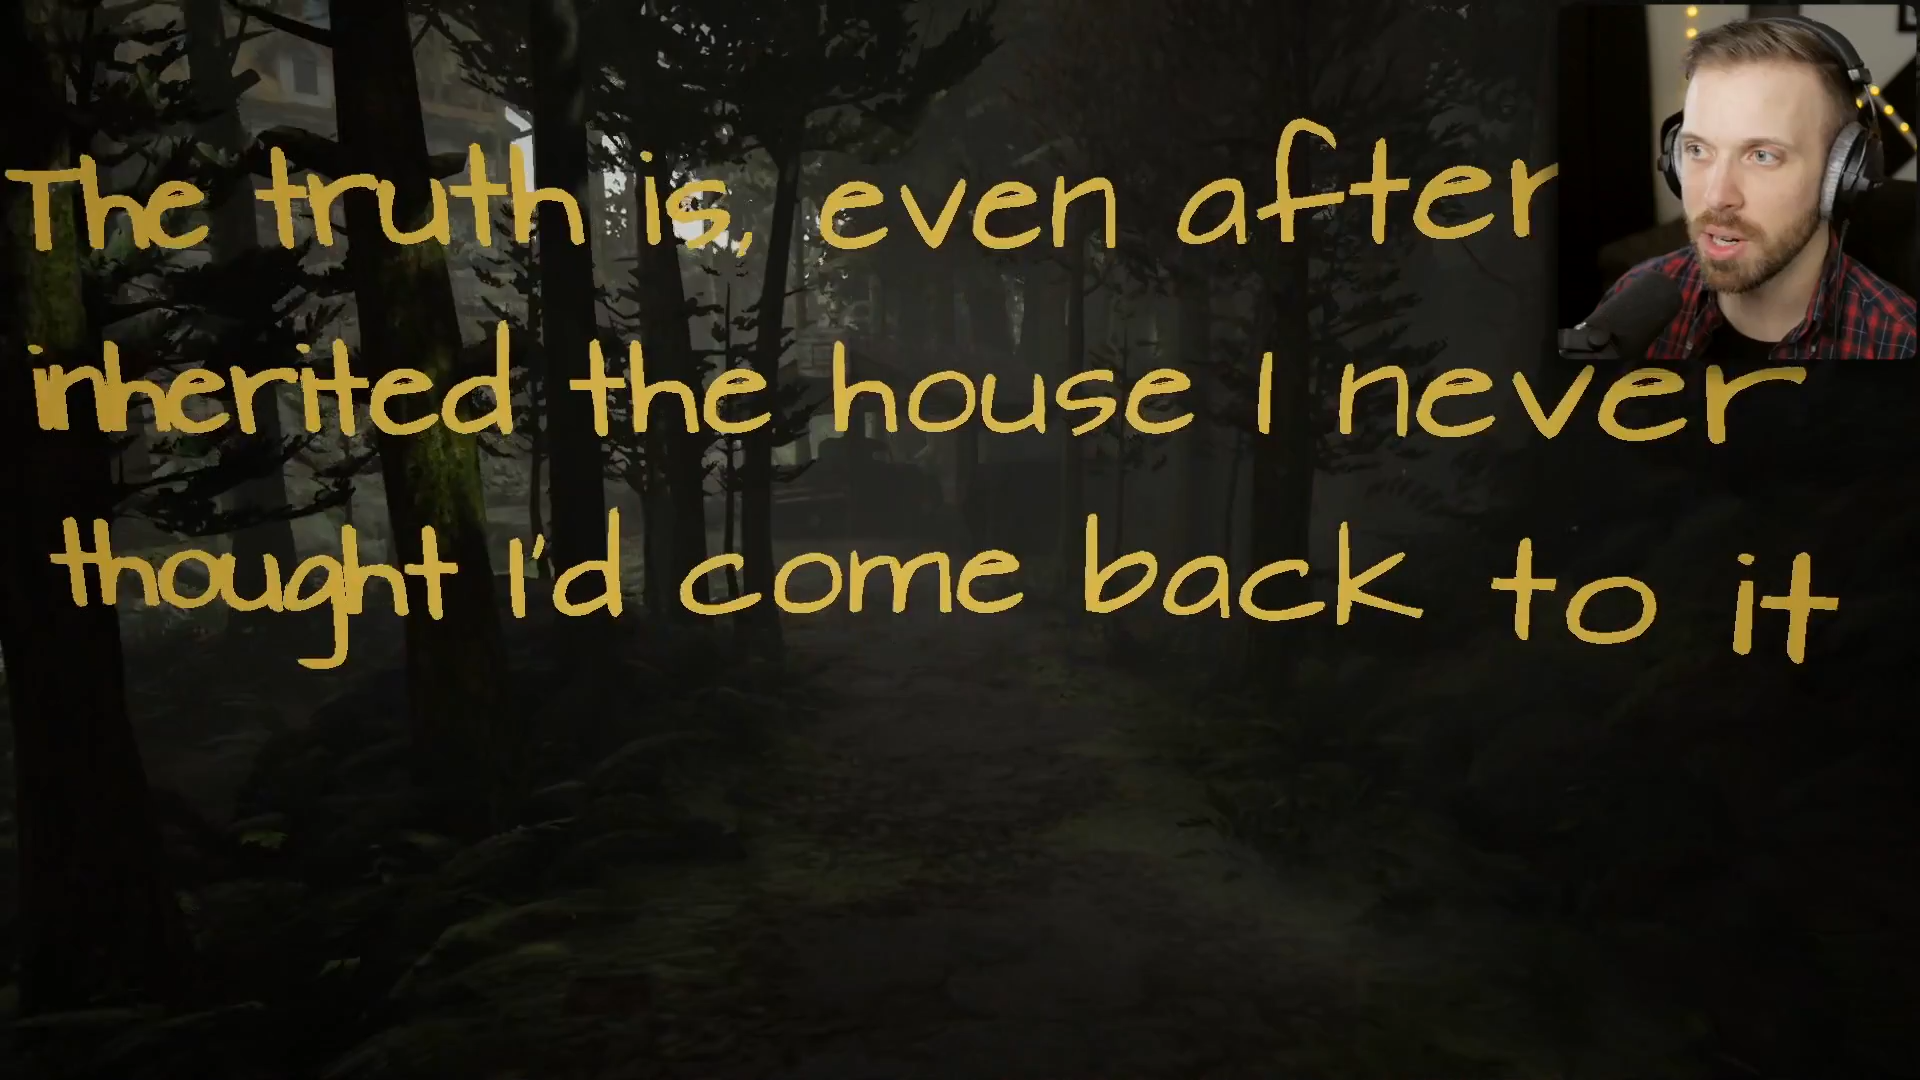 The truth is, even after
inherited the house I never
thought I'd come back to it